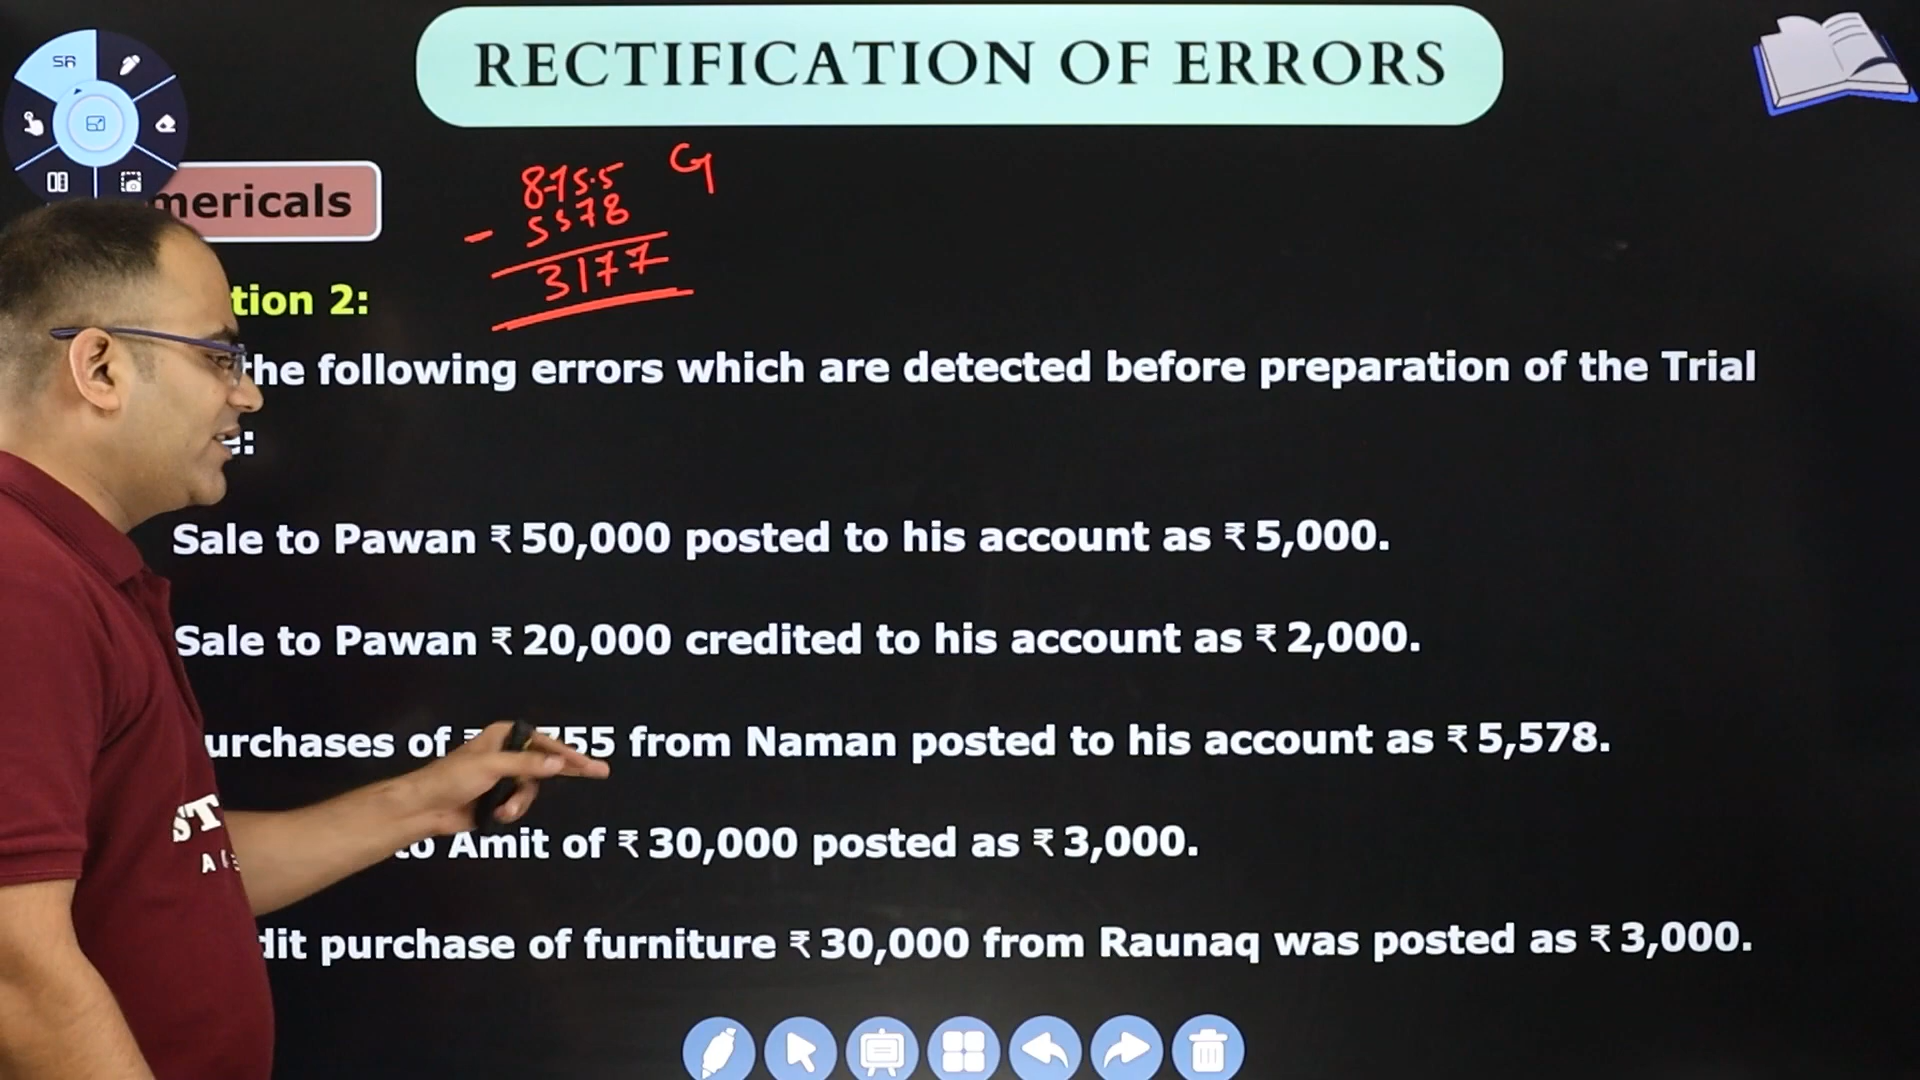 RECTIFICATION OF ERRORS
SR
mericals
8755 G
- 5578
3177
tion 2:
the following errors which are detected before preparation of the Trial
e:
Sale to Pawan ₹ 50,000 posted to his account as ₹ 5,000.
Sale to Pawan ₹ 20,000 credited to his account as ₹ 2,000.
urchases of ₹ 755 from Naman posted to his account as ₹ 5,578.
to Amit of ₹ 30,000 posted as ₹ 3,000.
dit purchase of furniture ₹ 30,000 from Raunaq was posted as ₹ 3,000.
ST
A